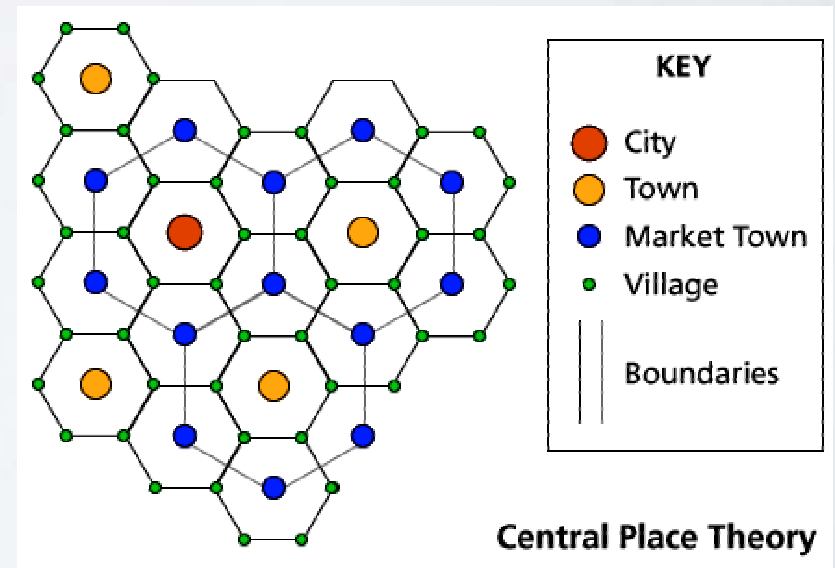 KEY
City
Town
Market Town
Village
Boundaries
Central Place Theory